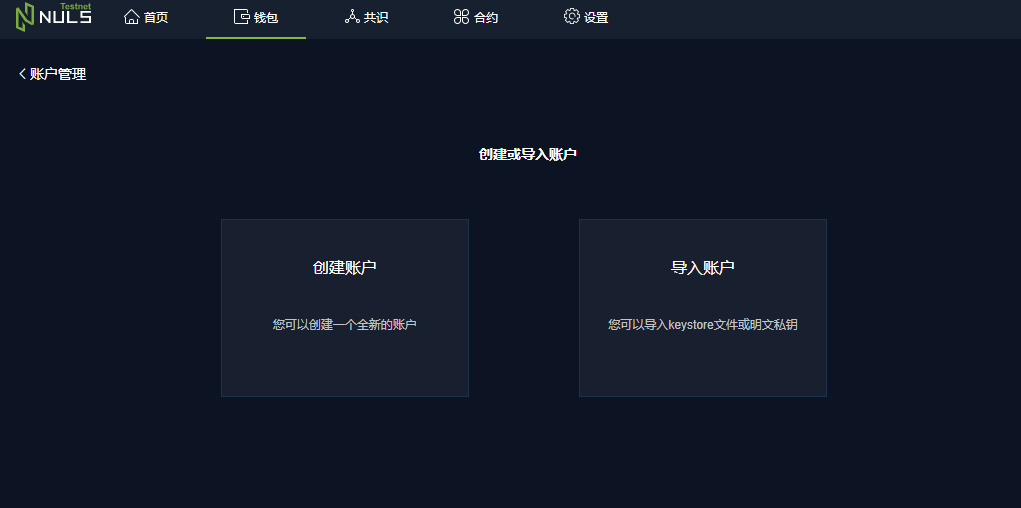 Testnet
NULS 首页 钱包 共识 合约 设置
账户管理
创建或导入账户
创建账户 导入账户
您可以创建一个全新的账户 您可以导入keystore文件或明文私钥